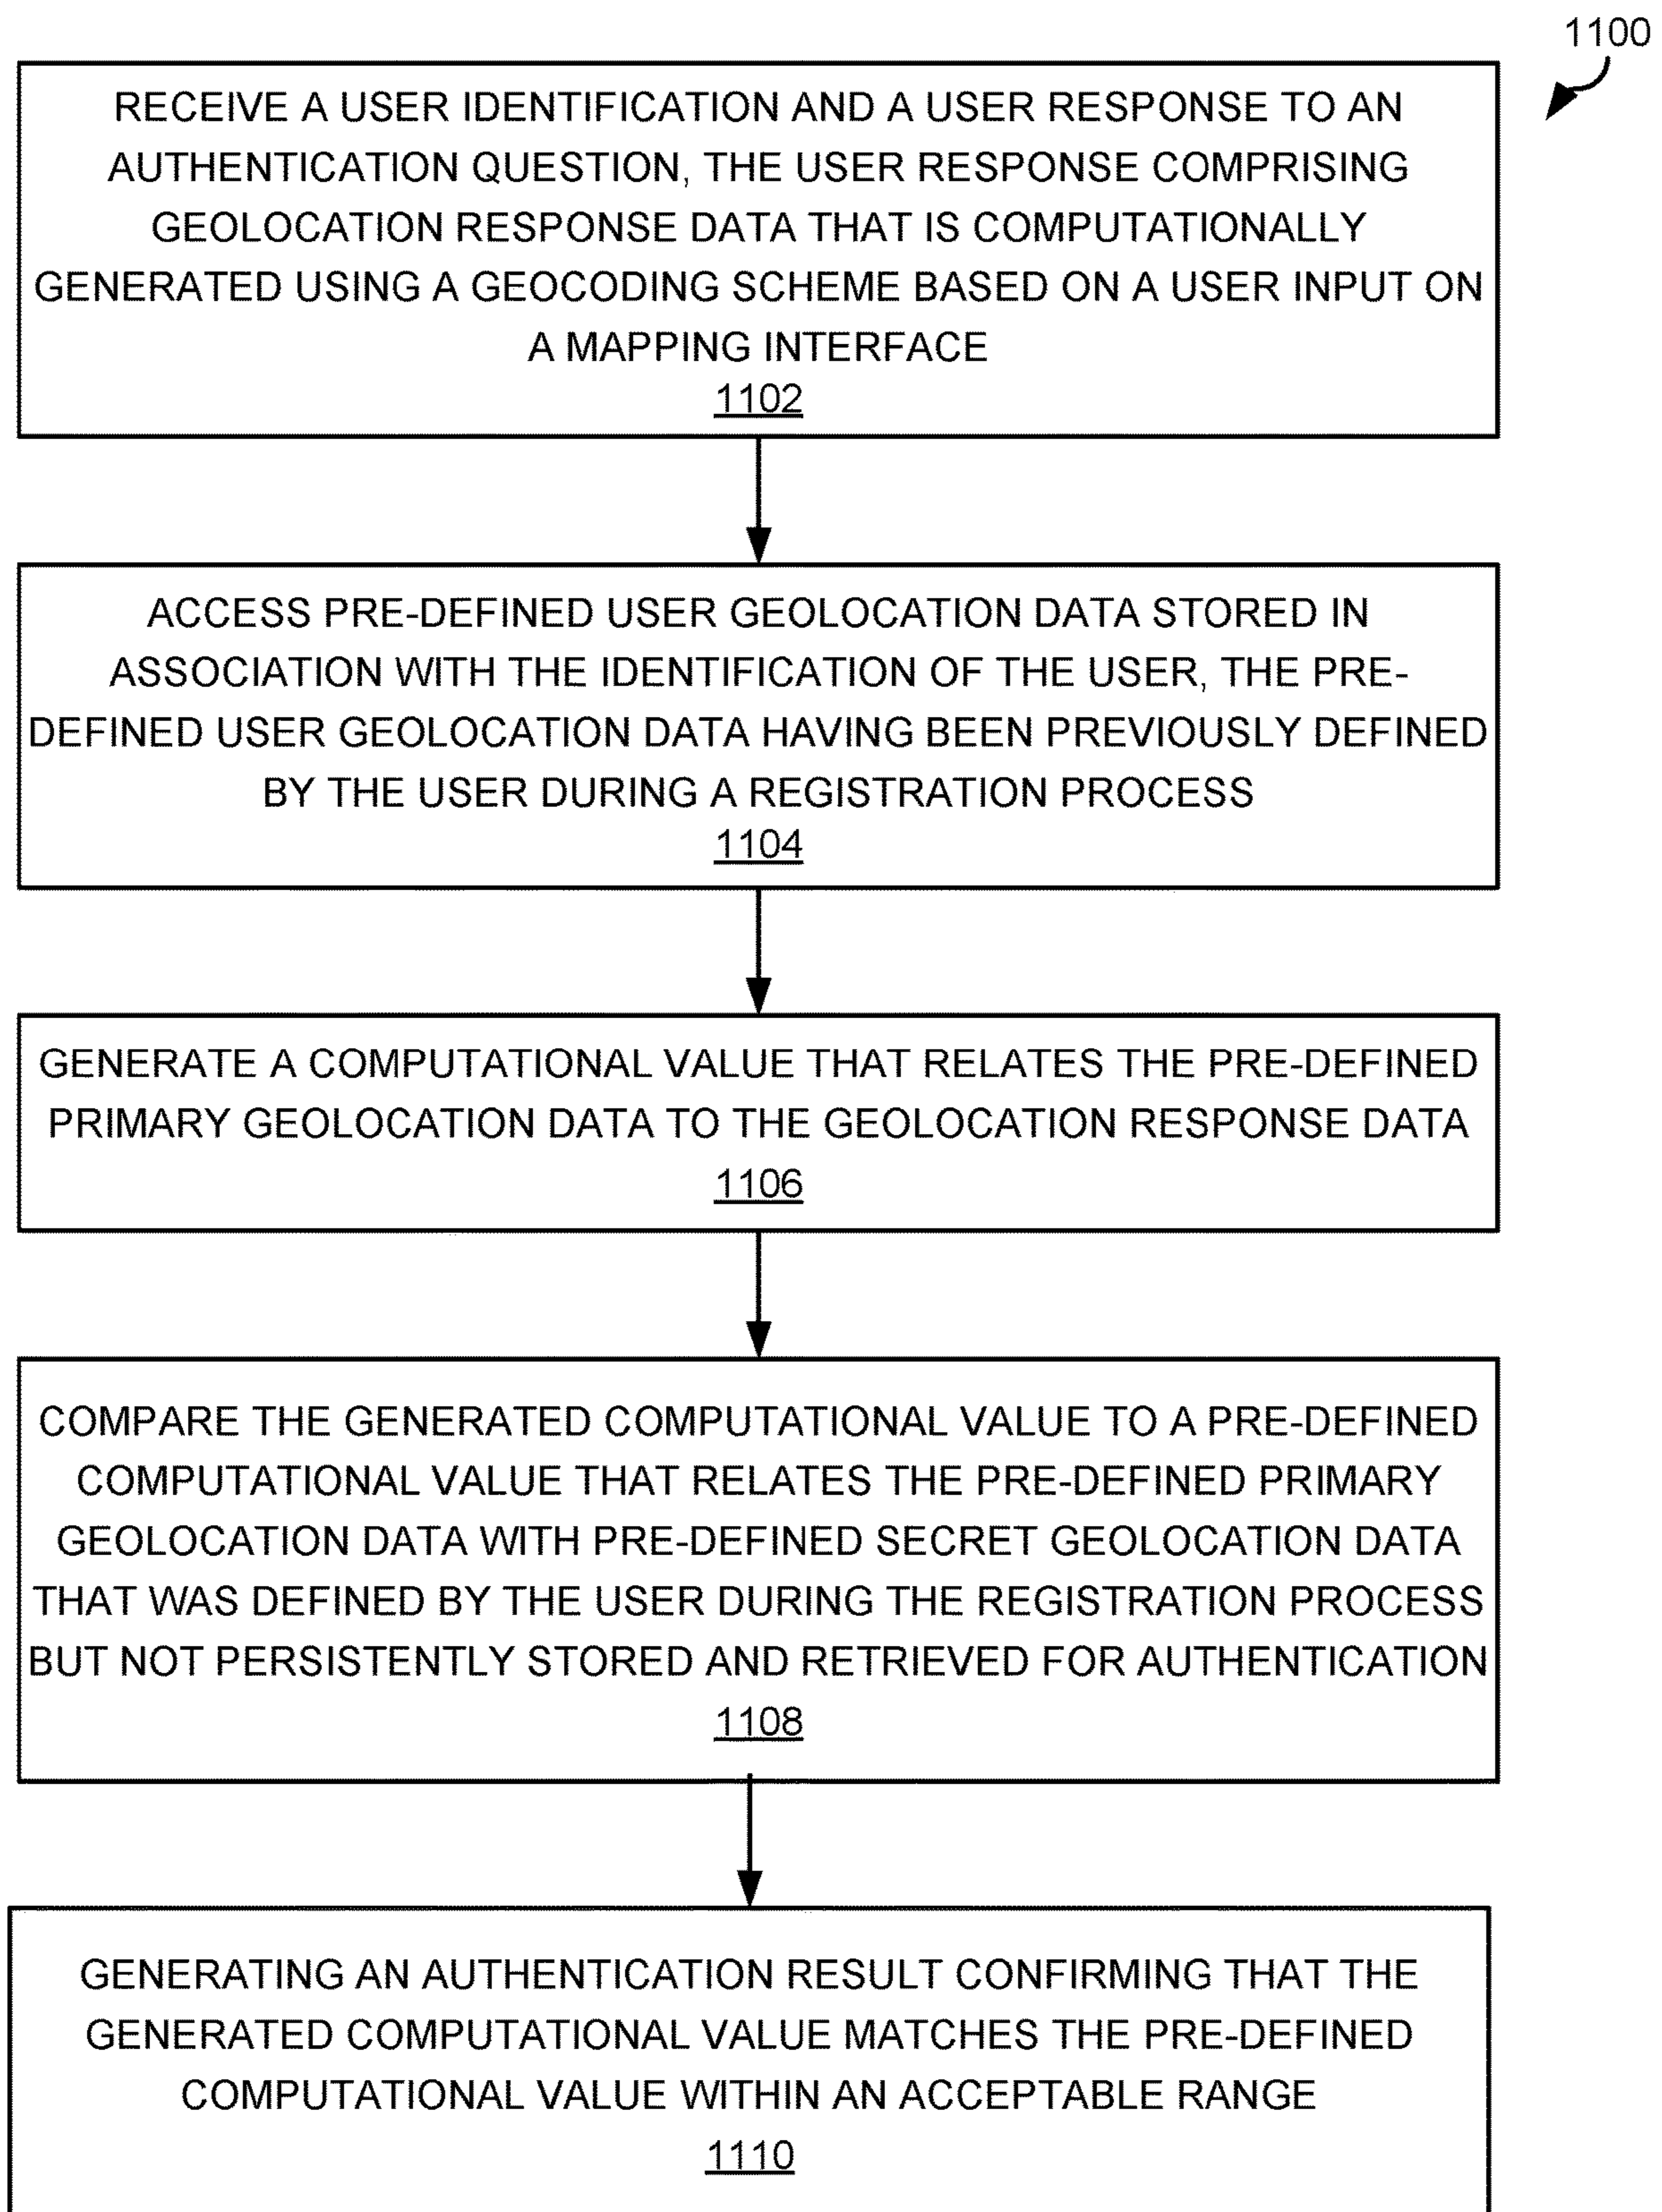 1100
RECEIVE A USER IDENTIFICATION AND A USER RESPONSE TO AN
AUTHENTICATION QUESTION, THE USER RESPONSE COMPRISING
GEOLOCATION RESPONSE DATA THAT IS COMPUTATIONALLY
GENERATED USING A GEOCODING SCHEME BASED ON A USER INPUT ON
A MAPPING INTERFACE
1102
ACCESS PRE-DEFINED USER GEOLOCATION DATA STORED IN
ASSOCIATION WITH THE IDENTIFICATION OF THE USER, THE PRE-
DEFINED USER GEOLOCATION DATA HAVING BEEN PREVIOUSLY DEFINED
BY THE USER DURING A REGISTRATION PROCESS
1104
GENERATE A COMPUTATIONAL VALUE THAT RELATES THE PRE-DEFINED
PRIMARY GEOLOCATION DATA TO THE GEOLOCATION RESPONSE DATA
1106
COMPARE THE GENERATED COMPUTATIONAL VALUE TO A PRE-DEFINED
COMPUTATIONAL VALUE THAT RELATES THE PRE-DEFINED PRIMARY
GEOLOCATION DATA WITH PRE-DEFINED SECRET GEOLOCATION DATA
THAT WAS DEFINED BY THE USER DURING THE REGISTRATION PROCESS
BUT NOT PERSISTENTLY STORED AND RETRIEVED FOR AUTHENTICATION
1108
GENERATING AN AUTHENTICATION RESULT CONFIRMING THAT THE
GENERATED COMPUTATIONAL VALUE MATCHES THE PRE-DEFINED
COMPUTATIONAL VALUE WITHIN AN ACCEPTABLE RANGE
1110